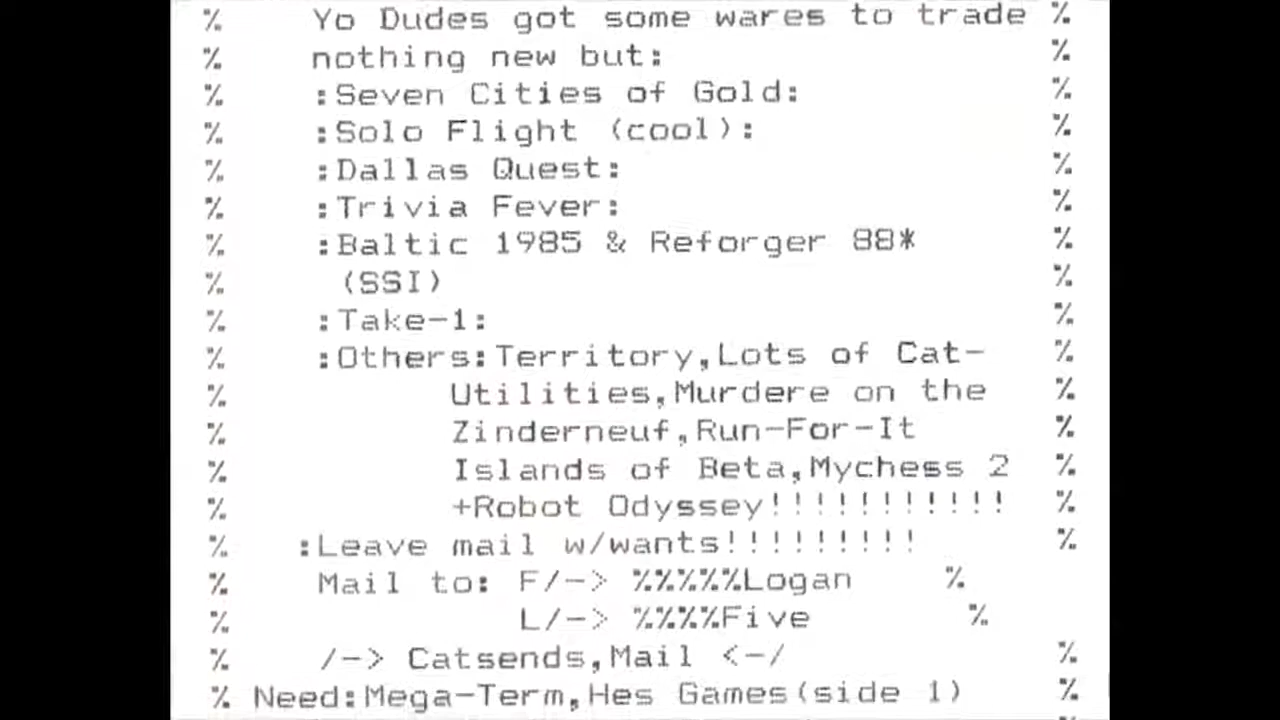 % Yo Dudes got some wares to trade %
% nothing new but: %
% :Seven Cities of Gold: %
% :Solo Flight (cool): %
% :Dallas Quest: %
% :Trivia Fever: %
% :Baltic 1985 & Reforger 88* %
% (SSI) %
% :Take-1: %
% :Others:Territory,Lots of Cat- %
% Utilities,Murdere on the %
% Zinderneuf,Run-For-It %
% Islands of Beta,Mychess 2 %
% +Robot Odyssey!!!!!!!!!!! %
% :Leave mail w/wants!!!!!!!!! %
% Mail to: F/-> %%%%%Logan %
% L/-> %%%%Five %
% /-> Catsends,Mail <-/ %
% Need:Mega-Term,Hes Games(side 1) %